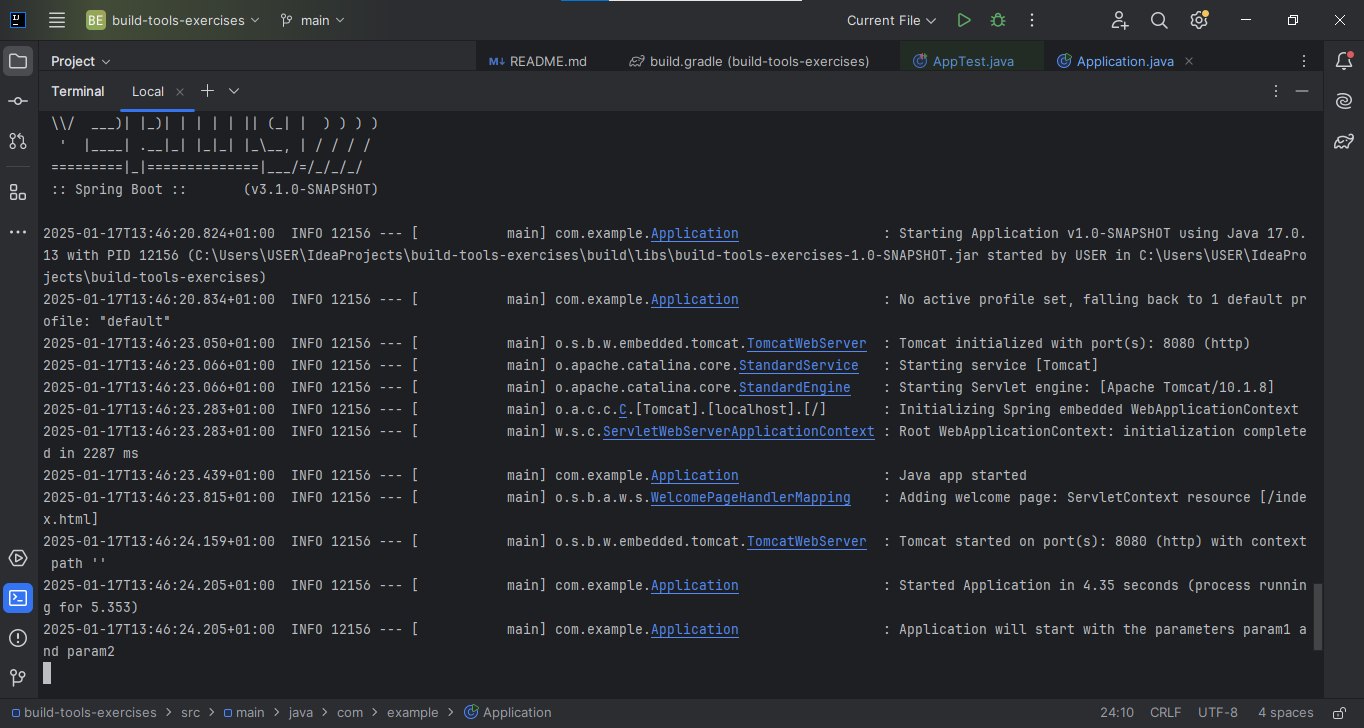 BE build-tools-exercises main Current File
Project README.md build.gradle (build-tools-exercises) AppTest.java Application.java
Terminal Local
\\/  ___)| |_)| | | | | || (_| |  ) ) ) )
'  |____| .__|_| |_|_| |_\__, | / / / /
=========|_|==============|___/=/_/_/_/
:: Spring Boot ::       (v3.1.0-SNAPSHOT)
2025-01-17T13:46:20.824+01:00  INFO 12156 --- [           main] com.example.Application                  : Starting Application v1.0-SNAPSHOT using Java 17.0.
13 with PID 12156 (C:\Users\USER\IdeaProjects\build-tools-exercises\build\libs\build-tools-exercises-1.0-SNAPSHOT.jar started by USER in C:\Users\USER\IdeaPro
jects\build-tools-exercises)
2025-01-17T13:46:20.834+01:00  INFO 12156 --- [           main] com.example.Application                  : No active profile set, falling back to 1 default pr
ofile: "default"
2025-01-17T13:46:23.050+01:00  INFO 12156 --- [           main] o.s.b.w.embedded.tomcat.TomcatWebServer  : Tomcat initialized with port(s): 8080 (http)
2025-01-17T13:46:23.066+01:00  INFO 12156 --- [           main] o.apache.catalina.core.StandardService   : Starting service [Tomcat]
2025-01-17T13:46:23.066+01:00  INFO 12156 --- [           main] o.apache.catalina.core.StandardEngine    : Starting Servlet engine: [Apache Tomcat/10.1.8]
2025-01-17T13:46:23.283+01:00  INFO 12156 --- [           main] o.a.c.c.C.[Tomcat].[localhost].[/]       : Initializing Spring embedded WebApplicationContext
2025-01-17T13:46:23.283+01:00  INFO 12156 --- [           main] w.s.c.ServletWebServerApplicationContext : Root WebApplicationContext: initialization complete
d in 2287 ms
2025-01-17T13:46:23.439+01:00  INFO 12156 --- [           main] com.example.Application                  : Java app started
2025-01-17T13:46:23.815+01:00  INFO 12156 --- [           main] o.s.b.a.w.s.WelcomePageHandlerMapping    : Adding welcome page: ServletContext resource [/inde
x.html]
2025-01-17T13:46:24.159+01:00  INFO 12156 --- [           main] o.s.b.w.embedded.tomcat.TomcatWebServer  : Tomcat started on port(s): 8080 (http) with context
path ''
2025-01-17T13:46:24.205+01:00  INFO 12156 --- [           main] com.example.Application                  : Started Application in 4.35 seconds (process runnin
g for 5.353)
2025-01-17T13:46:24.205+01:00  INFO 12156 --- [           main] com.example.Application                  : Application will start with the parameters param1 a
nd param2
build-tools-exercises > src > main > java > com > example > Application 24:10 CRLF UTF-8 4 spaces